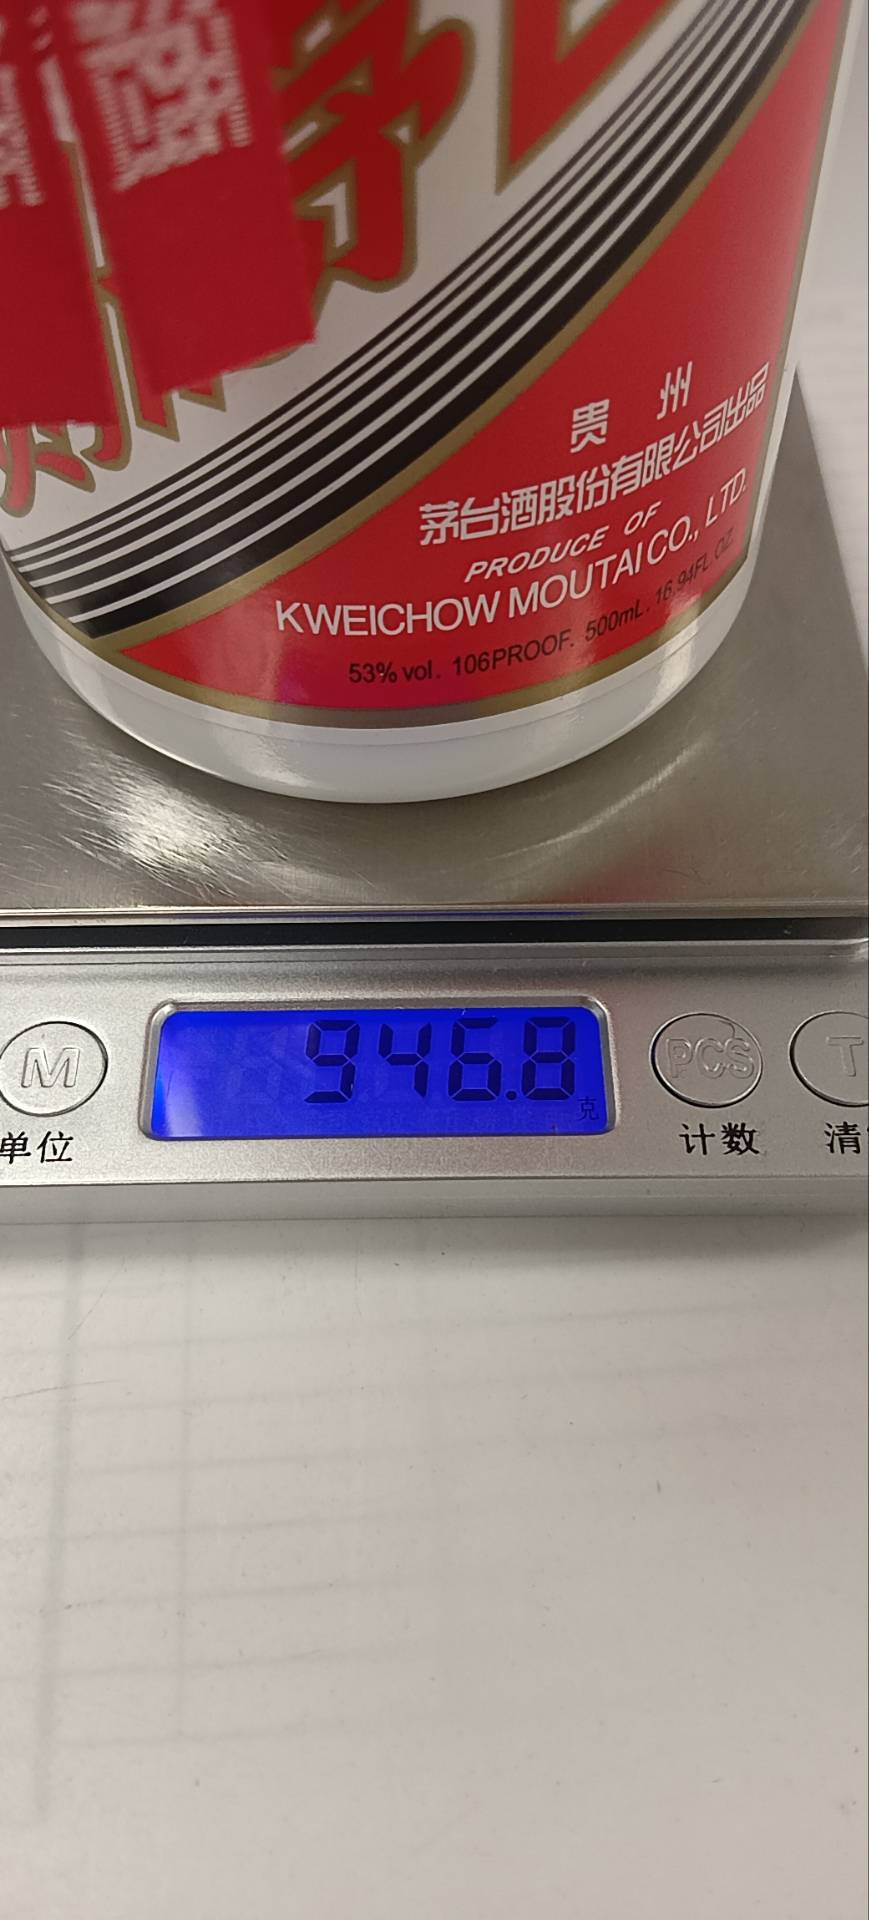 贵 州
茅台酒股份有限公司出品
PRODUCE OF
KWEICHOW MOUTAI CO., LTD.
53% vol. 106PROOF. 500mL. 16.94FL.OZ.
946.8
克
M
PCS
T
单位
计数
清